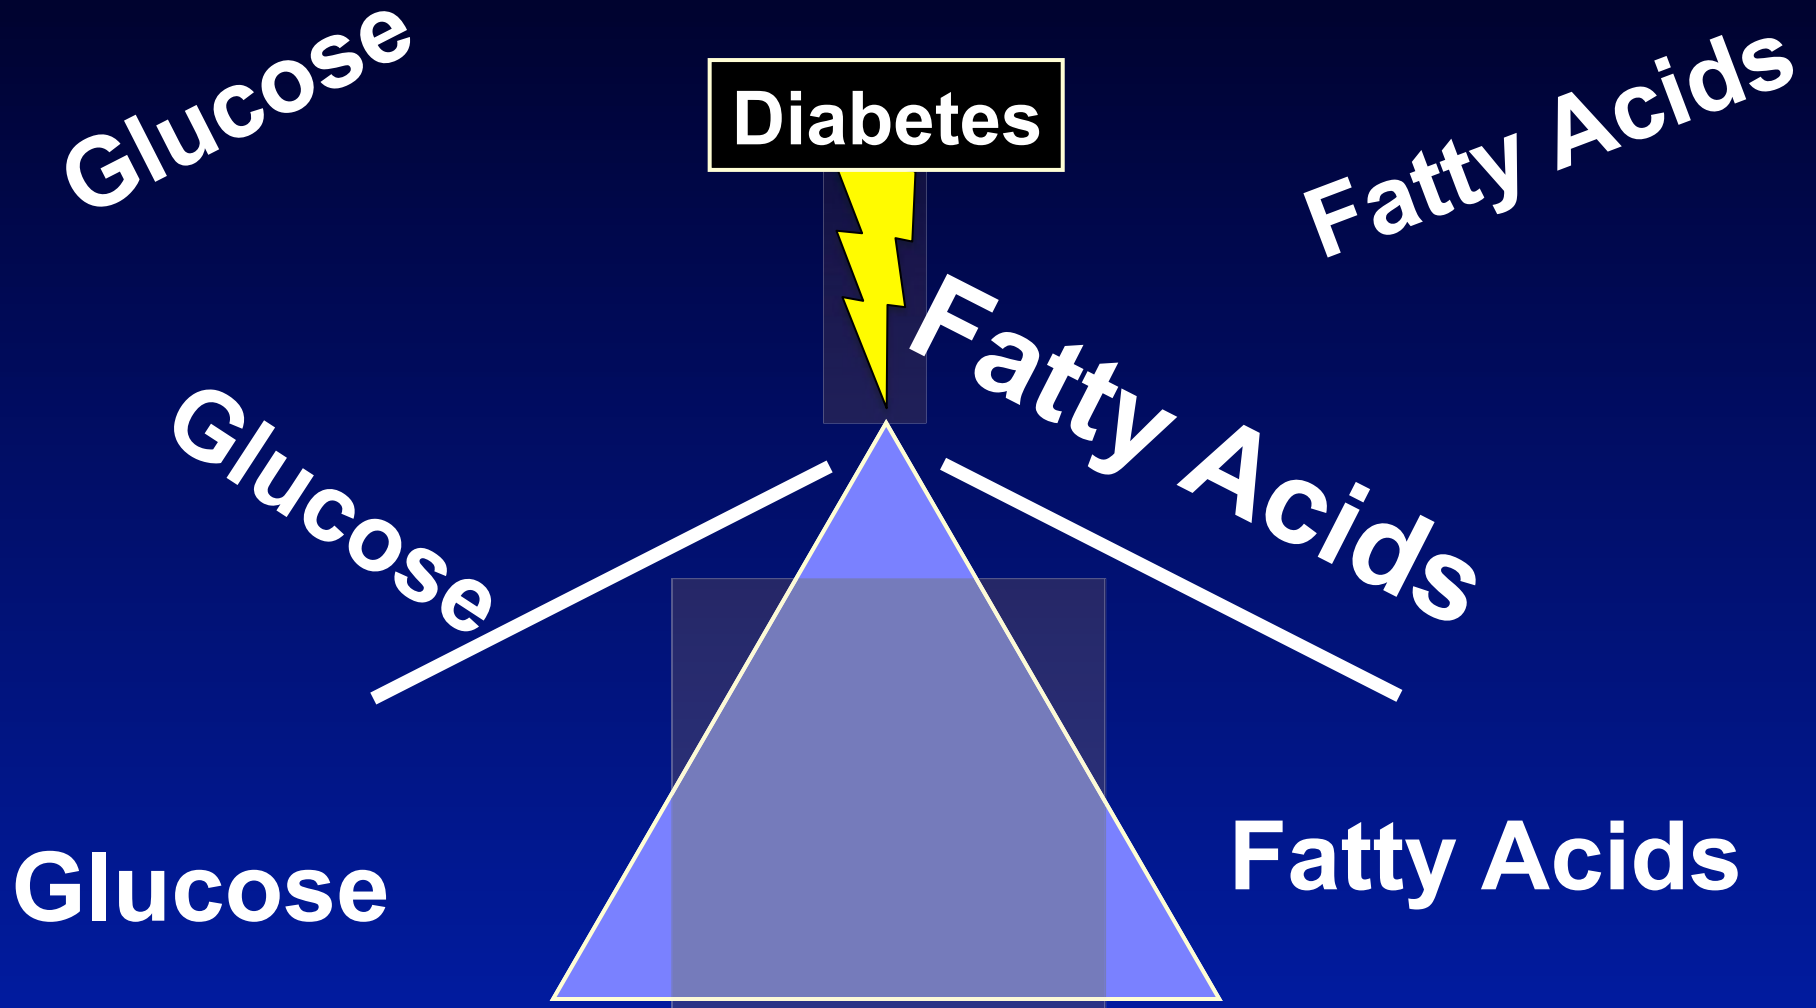 Glucose
Diabetes
Fatty Acids
Glucose
Fatty Acids
Glucose
Fatty Acids